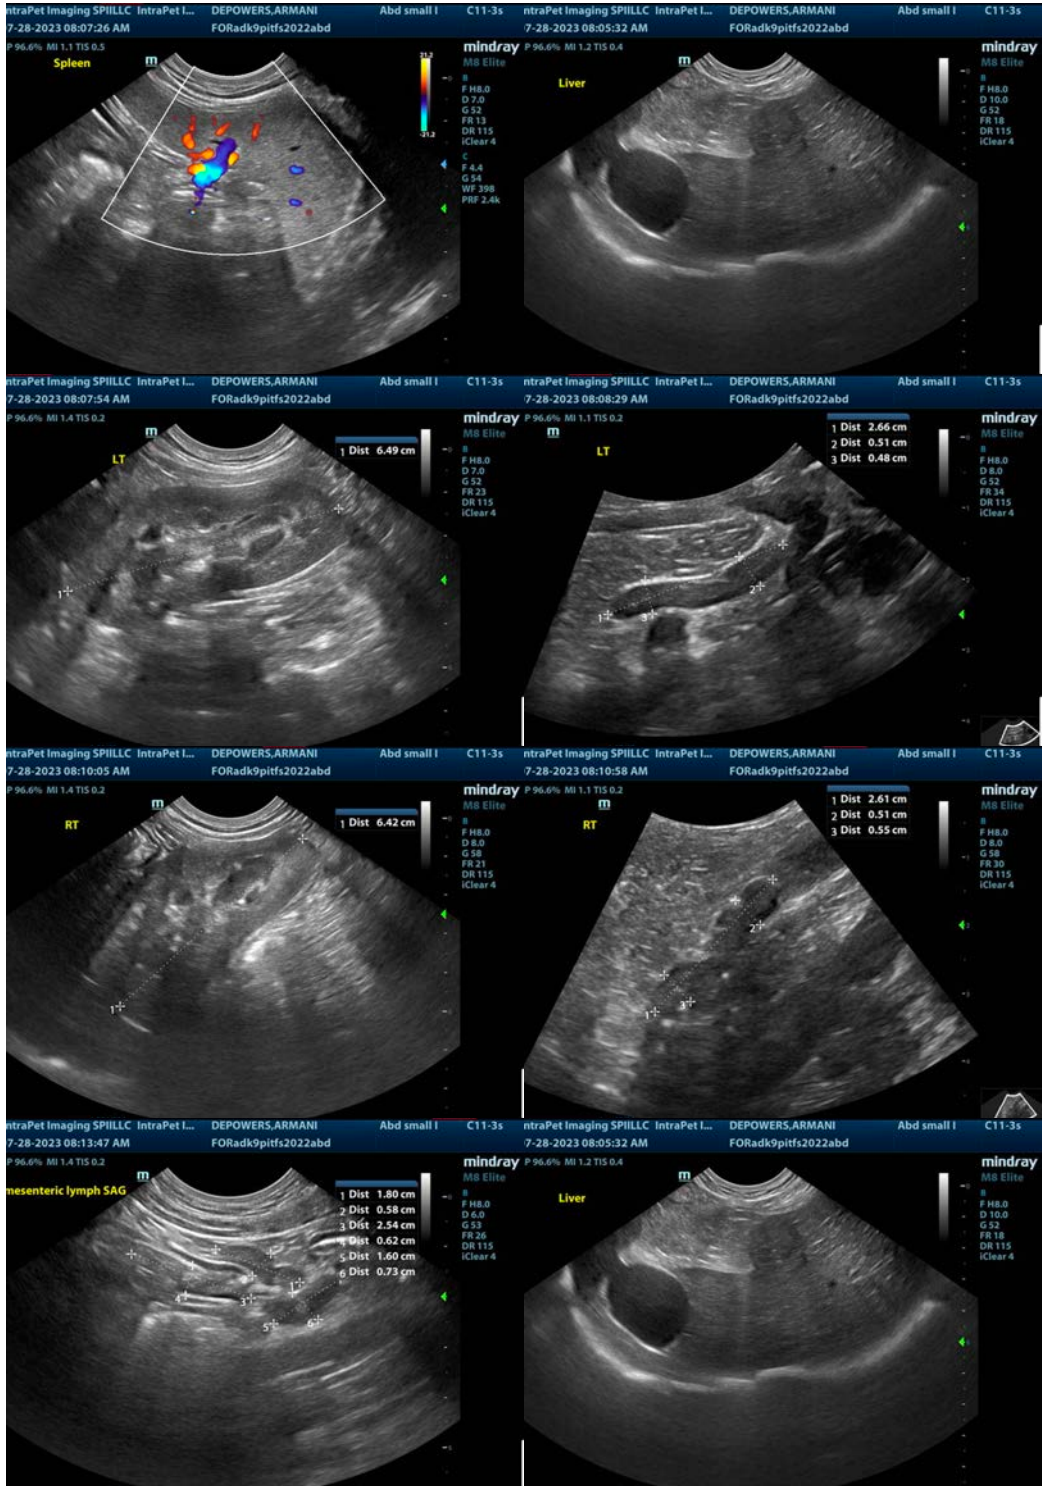 ntraPet Imaging SPIILLC IntraPet I... DEPOWERS,ARMANI Abd small I C11-3s
7-28-2023 08:07:26 AM FORadk9pitfs2022abd
P 96.6% MI 1.1 TIS 0.5
mindray
M8 Elite
Spleen
m
21.2
-21.2
B
F H8.0
D 7.0
G 52
FR 13
DR 115
iClear 4
C
F 4.4
G 54
WF 398
PRF 2.4k
ntraPet Imaging SPIILLC IntraPet I... DEPOWERS,ARMANI Abd small I C11-3s
7-28-2023 08:05:32 AM FORadk9pitfs2022abd
P 96.6% MI 1.2 TIS 0.4
mindray
M8 Elite
Liver
m
B
F H8.0
D 10.0
G 52
FR 18
DR 115
iClear 4
ntraPet Imaging SPIILLC IntraPet I... DEPOWERS,ARMANI Abd small I C11-3s
7-28-2023 08:07:54 AM FORadk9pitfs2022abd
P 96.6% MI 1.4 TIS 0.2
mindray
M8 Elite
LT
m
1 Dist 6.49 cm
B
F H8.0
D 7.0
G 52
FR 23
DR 115
iClear 4
1
ntraPet Imaging SPIILLC IntraPet I... DEPOWERS,ARMANI Abd small I C11-3s
7-28-2023 08:08:29 AM FORadk9pitfs2022abd
P 96.6% MI 1.1 TIS 0.2
mindray
M8 Elite
LT
m
1 Dist 2.66 cm
2 Dist 0.51 cm
3 Dist 0.48 cm
B
F H8.0
D 8.0
G 52
FR 34
DR 115
iClear 4
2
1
3
ntraPet Imaging SPIILLC IntraPet I... DEPOWERS,ARMANI Abd small I C11-3s
7-28-2023 08:10:05 AM FORadk9pitfs2022abd
P 96.6% MI 1.4 TIS 0.2
mindray
M8 Elite
RT
m
1 Dist 6.42 cm
B
F H8.0
D 8.0
G 58
FR 21
DR 115
iClear 4
1
ntraPet Imaging SPIILLC IntraPet I... DEPOWERS,ARMANI Abd small I C11-3s
7-28-2023 08:10:58 AM FORadk9pitfs2022abd
P 96.6% MI 1.1 TIS 0.2
mindray
M8 Elite
RT
m
1 Dist 2.61 cm
2 Dist 0.51 cm
3 Dist 0.55 cm
B
F H8.0
D 8.0
G 58
FR 30
DR 115
iClear 4
2
3
1
ntraPet Imaging SPIILLC IntraPet I... DEPOWERS,ARMANI Abd small I C11-3s
7-28-2023 08:13:47 AM FORadk9pitfs2022abd
P 96.6% MI 1.4 TIS 0.2
mindray
M8 Elite
mesenteric lymph SAG
m
1 Dist 1.80 cm
2 Dist 0.58 cm
3 Dist 2.54 cm
Dist 0.62 cm
5 Dist 1.60 cm
6 Dist 0.73 cm
B
F H8.0
D 6.0
G 53
FR 26
DR 115
iClear 4
1
4
3
5
6
ntraPet Imaging SPIILLC IntraPet I... DEPOWERS,ARMANI Abd small I C11-3s
7-28-2023 08:05:32 AM FORadk9pitfs2022abd
P 96.6% MI 1.2 TIS 0.4
mindray
M8 Elite
Liver
m
B
F H8.0
D 10.0
G 52
FR 18
DR 115
iClear 4